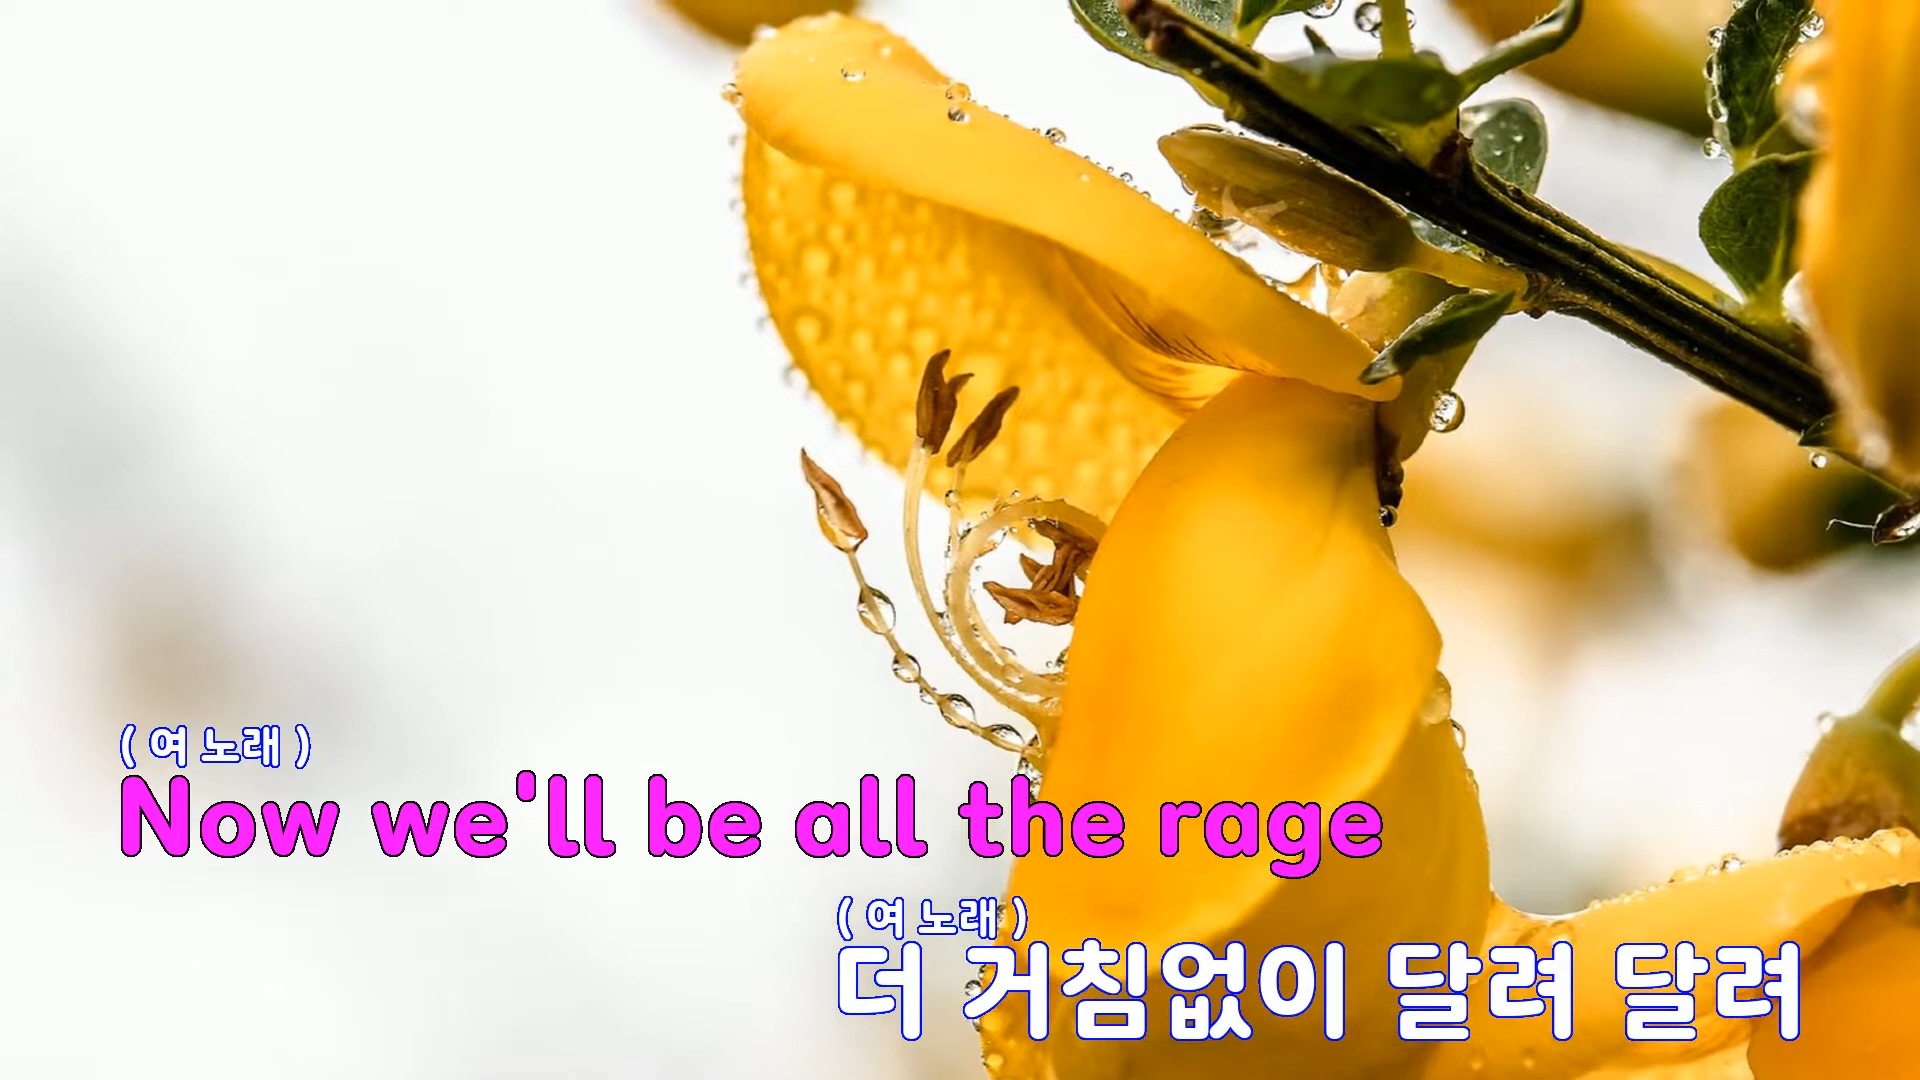 ( 여 노래 )
Now we'll be all the rage
( 여 노래 )
더 거침없이 달려 달려